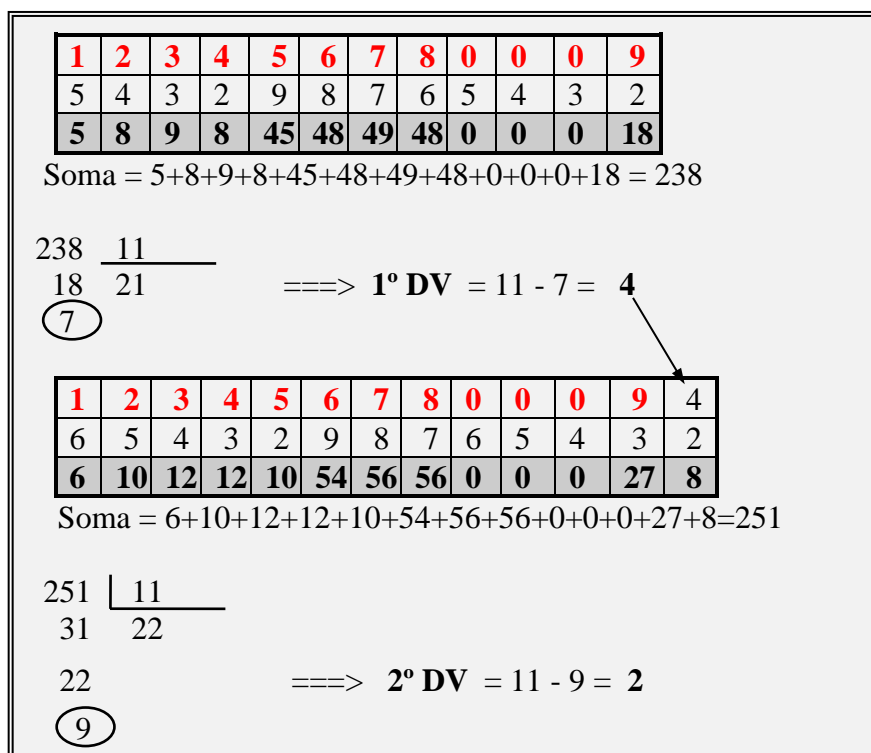 1 2 3 4 5 6 7 8 0 0 0 9
5 4 3 2 9 8 7 6 5 4 3 2
5 8 9 8 45 48 49 48 0 0 0 18
Soma = 5+8+9+8+45+48+49+48+0+0+0+18 = 238
238 11
18 21 ===> 1º DV = 11 - 7 = 4
7
1 2 3 4 5 6 7 8 0 0 0 9 4
6 5 4 3 2 9 8 7 6 5 4 3 2
6 10 12 12 10 54 56 56 0 0 0 27 8
Soma = 6+10+12+12+10+54+56+56+0+0+0+27+8=251
251 11
31 22
22 ===> 2º DV = 11 - 9 = 2
9